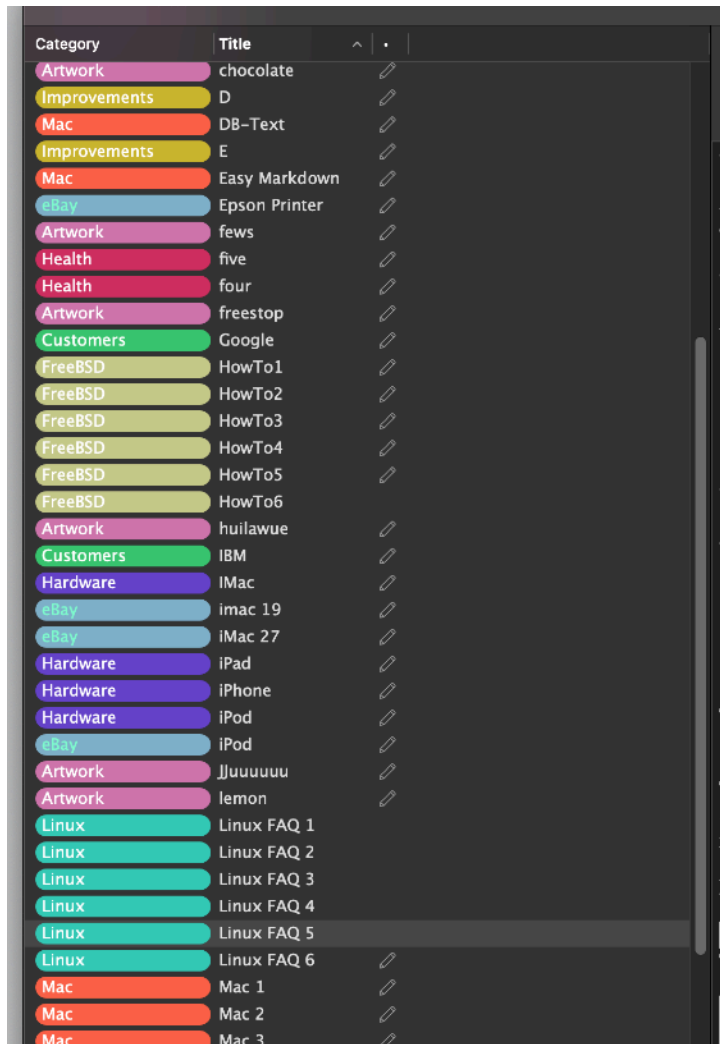 Category Title ^ •
Artwork chocolate
Improvements D
Mac DB-Text
Improvements E
Mac Easy Markdown
eBay Epson Printer
Artwork fews
Health five
Health four
Artwork freestop
Customers Google
FreeBSD HowTo1
FreeBSD HowTo2
FreeBSD HowTo3
FreeBSD HowTo4
FreeBSD HowTo5
FreeBSD HowTo6
Artwork huilawue
Customers IBM
Hardware IMac
eBay imac 19
eBay iMac 27
Hardware iPad
Hardware iPhone
Hardware iPod
eBay iPod
Artwork JJuuuuuu
Artwork lemon
Linux Linux FAQ 1
Linux Linux FAQ 2
Linux Linux FAQ 3
Linux Linux FAQ 4
Linux Linux FAQ 5
Linux Linux FAQ 6
Mac Mac 1
Mac Mac 2
Mac Mac 3